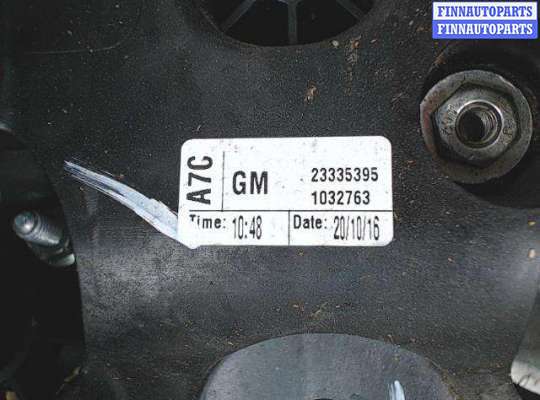 FINNAUTOPARTS
FINNAUTOPARTS
A7C
GM
23335395
1032763
Time: 10:48
Date: 20/10/16